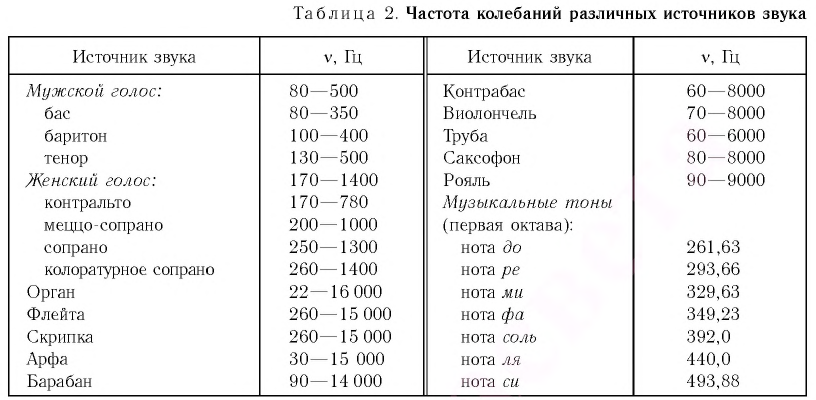 Таблица 2. Частота колебаний различных источников звука
Источник звука ν, Гц Источник звука ν, Гц
Мужской голос: 80—500 Контрабас 60—8000
бас 80—350 Виолончель 70—8000
баритон 100—400 Труба 60—6000
тенор 130—500 Саксофон 80—8000
Женский голос: 170—1400 Рояль 90—9000
контральто 170—780 Музыкальные тоны
меццо-сопрано 200—1000 (первая октава):
сопрано 250—1300 нота до 261,63
колоратурное сопрано 260—1400 нота ре 293,66
Орган 22—16 000 нота ми 329,63
Флейта 260—15 000 нота фа 349,23
Скрипка 260—15 000 нота соль 392,0
Арфа 30—15 000 нота ля 440,0
Барабан 90—14 000 нота си 493,88